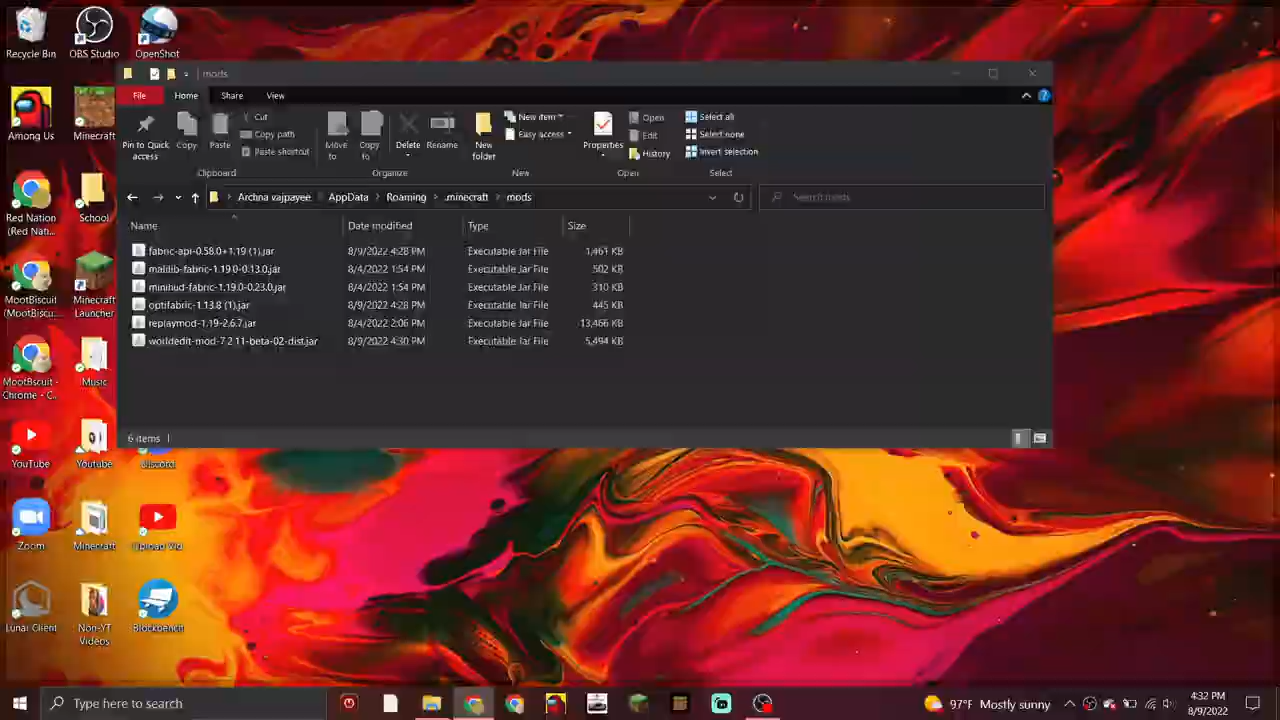 Recycle Bin
OBS Studio
OpenShot
mods
File
Home
Share
View
Pin to Quick access
Copy
Paste
Cut
Copy path
Paste shortcut
Clipboard
Move to
Copy to
Delete
Rename
Organize
New folder
New item
Easy access
New
Properties
Open
Edit
History
Open
Select all
Select none
Invert selection
Select
Archna vajpayee
AppData
Roaming
.minecraft
mods
Search mods
Name
Date modified
Type
Size
fabric-api-0.58.0+1.19 (1).jar 8/9/2022 4:28 PM Executable Jar File 1,461 KB
malilib-fabric-1.19.0-0.13.0.jar 8/4/2022 1:54 PM Executable Jar File 502 KB
minihud-fabric-1.19.0-0.23.0.jar 8/4/2022 1:54 PM Executable Jar File 310 KB
optifabric-1.13.8 (1).jar 8/9/2022 4:28 PM Executable Jar File 445 KB
replaymod-1.19-2.6.7.jar 8/4/2022 2:06 PM Executable Jar File 13,466 KB
worldedit-mod-7.2.11-beta-02-dist.jar 8/9/2022 4:30 PM Executable Jar File 5,494 KB
6 items
Among Us
Minecraft
Red Nation
(Red Nati...
School
MootBiscuit
(MootBiscu...
Minecraft
Launcher
MootBscuit -
Chrome - C...
Music
YouTube
Youtube
Discord
Zoom
Minecraft
Upload Vid
Lunar Client
Non-YT
Videos
Blockbench
Type here to search
97°F Mostly sunny
4:32 PM
8/9/2022